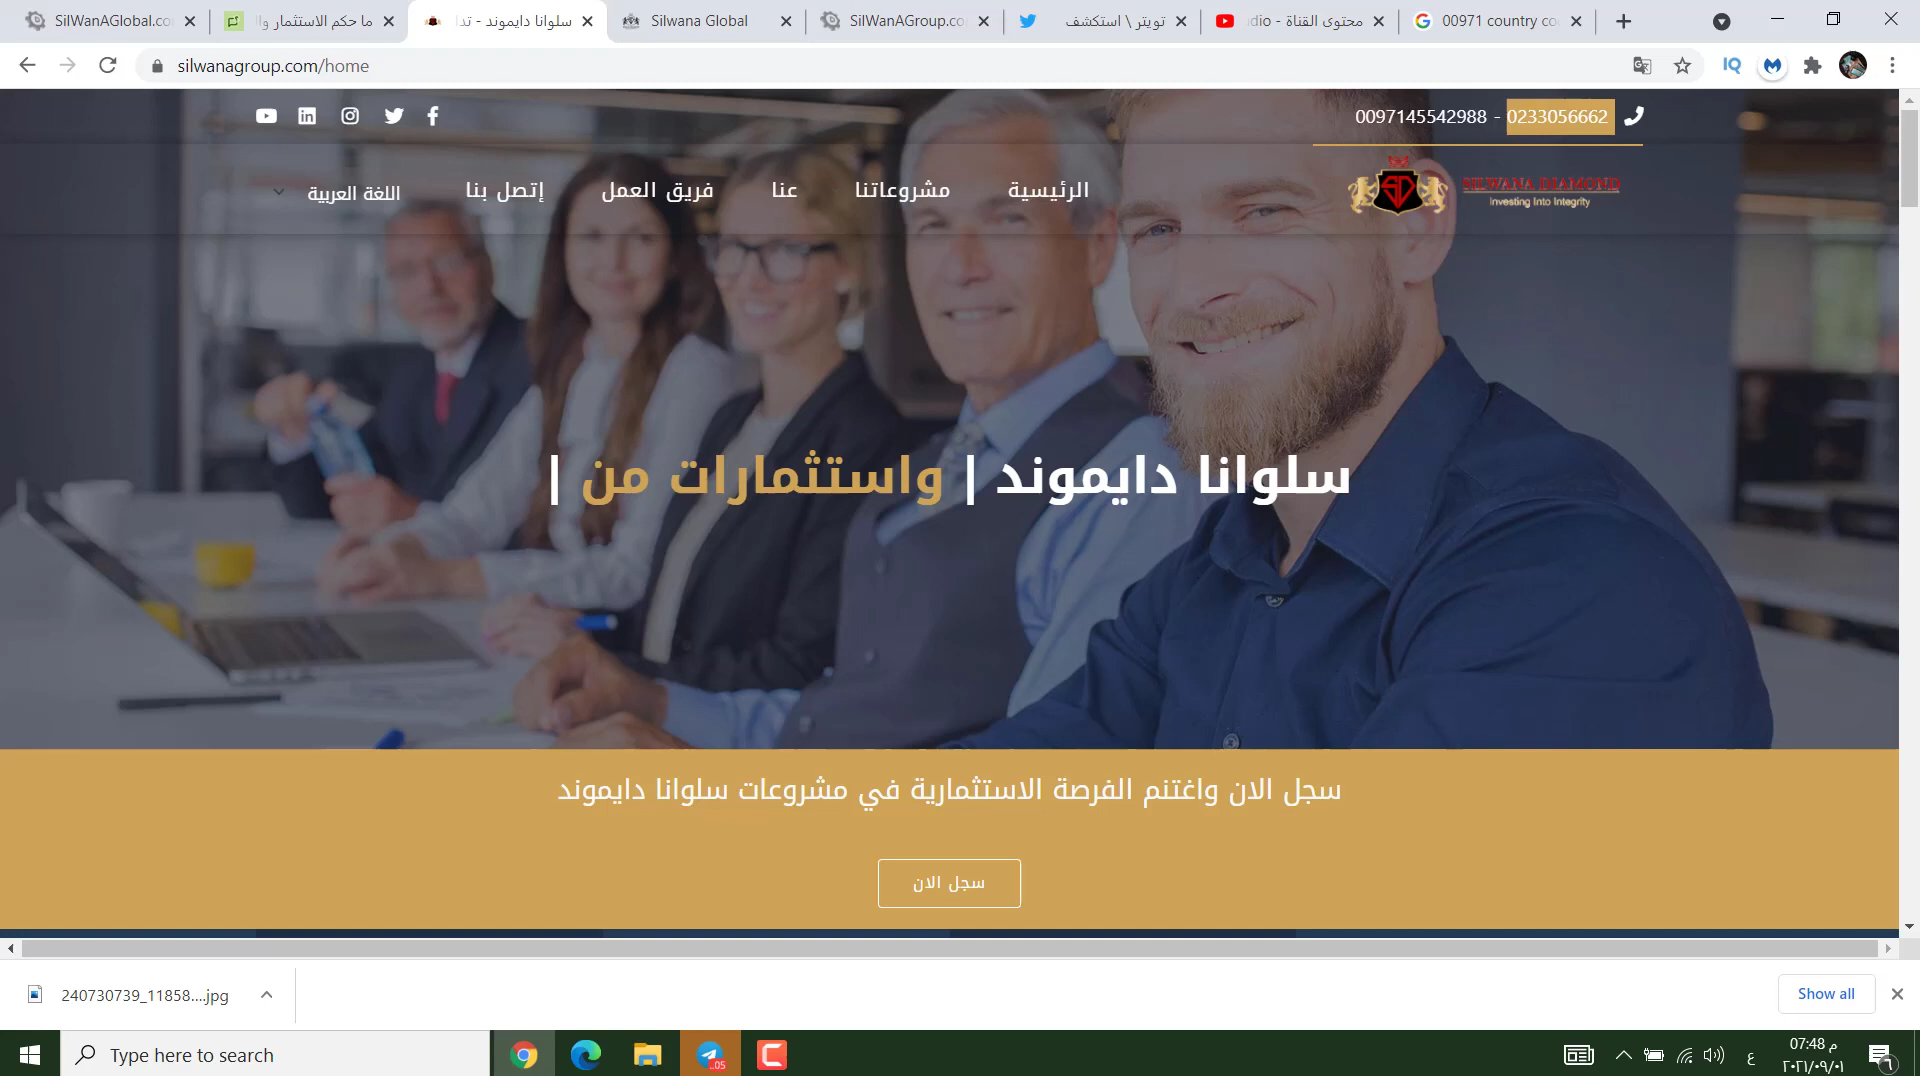 SilWanAGlobal.co
ما حكم الاستثمار وال
سلوانا دايموند - تدا
Silwana Global
SilWanAGroup.co
تويتر \ استكشف
محتوى القناة - dio
00971 country co
silwanagroup.com/home
0097145542988 - 0233056662
SILWANA DIAMOND
Investing Into Integrity
الرئيسية
مشروعاتنا
عنا
فريق العمل
إتصل بنا
اللغة العربية
سلوانا دايموند | واستثمارات من |
سجل الان واغتنم الفرصة الاستثمارية في مشروعات سلوانا دايموند
سجل الان
240730739_11858....jpg
Show all
Type here to search
..05
ع
07:48 م
٢٠٢١/٠٩/٠١
٦